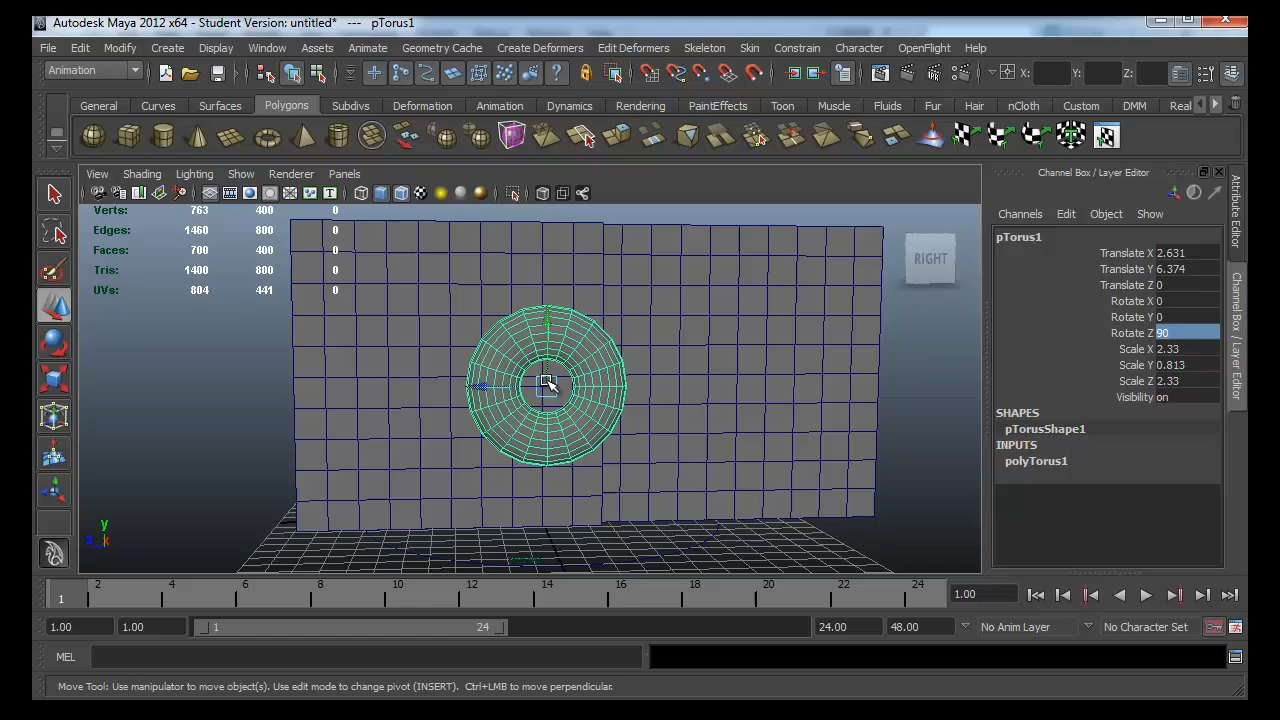 Autodesk Maya 2012 x64 - Student Version: untitled* --- pTorus1
File Edit Modify Create Display Window Assets Animate Geometry Cache Create Deformers Edit Deformers Skeleton Skin Constrain Character OpenFlight Help
Animation X: Y: Z:
General Curves Surfaces Polygons Subdivs Deformation Animation Dynamics Rendering PaintEffects Toon Muscle Fluids Fur Hair nCloth Custom DMM Real
View Shading Lighting Show Renderer Panels
Channel Box / Layer Editor
Channels Edit Object Show
Verts: 763 400 0
Edges: 1460 800 0
Faces: 700 400 0
Tris: 1400 800 0
UVs: 804 441 0
RIGHT
y
z x
pTorus1
Translate X 2.631
Translate Y 6.374
Translate Z 0
Rotate X 0
Rotate Y 0
Rotate Z 90
Scale X 2.33
Scale Y 0.813
Scale Z 2.33
Visibility on
SHAPES
pTorusShape1
INPUTS
polyTorus1
Attribute Editor
Channel Box / Layer Editor
1 2 4 6 8 10 12 14 16 18 20 22 24 1.00
1.00 1.00 1 24 24.00 48.00 No Anim Layer No Character Set
MEL
Move Tool: Use manipulator to move object(s). Use edit mode to change pivot (INSERT). Ctrl+LMB to move perpendicular.